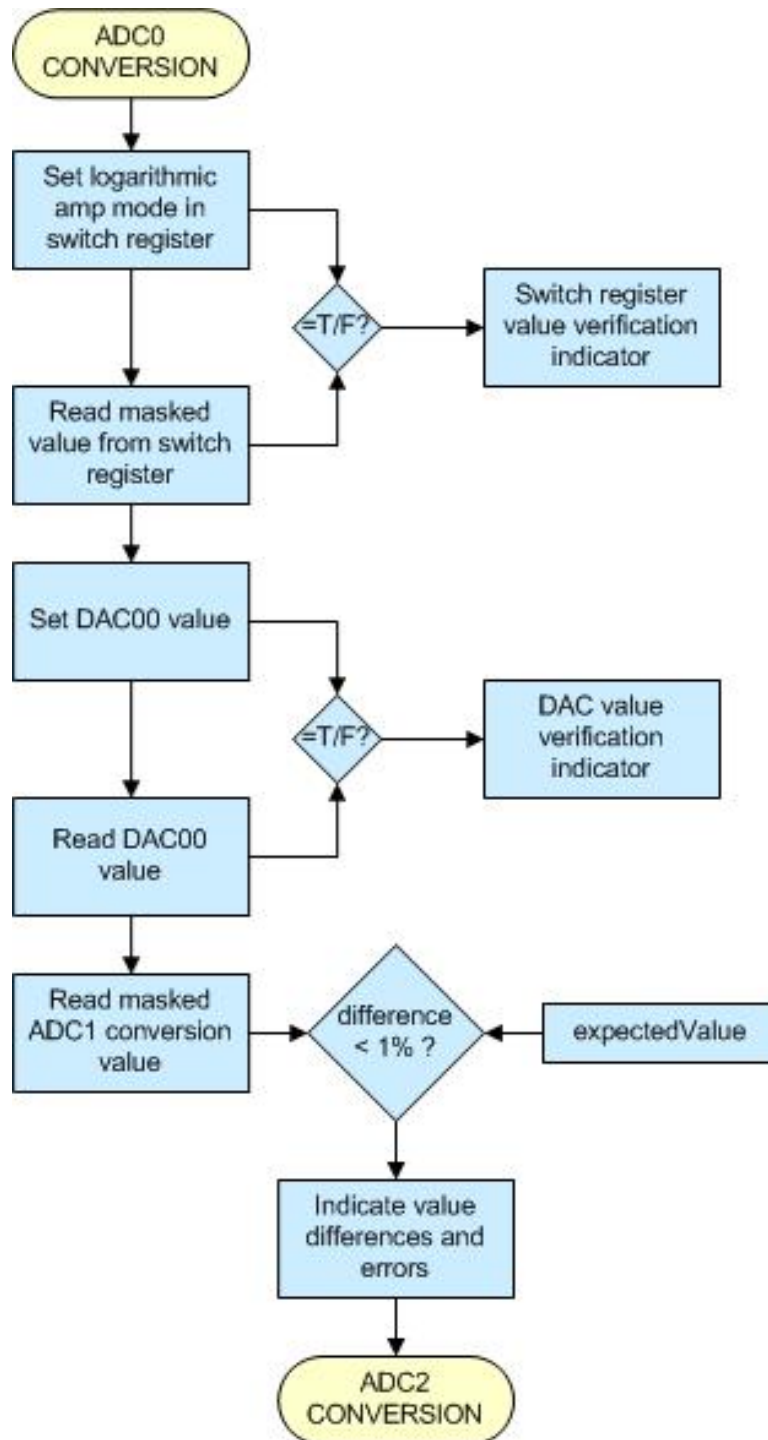 ADC0
CONVERSION
Set logarithmic
amp mode in
switch register
=T/F?
Switch register
value verification
indicator
Read masked
value from switch
register
Set DAC00 value
=T/F?
DAC value
verification
indicator
Read DAC00
value
Read masked
ADC1 conversion
value
difference
< 1% ?
expectedValue
Indicate value
differences and
errors
ADC2
CONVERSION